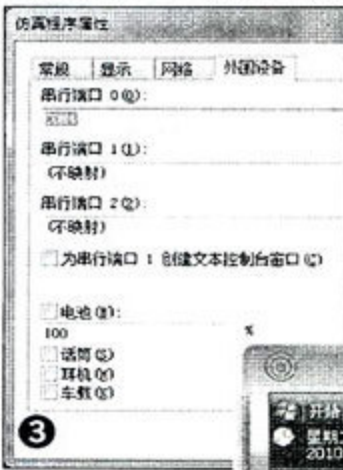 仿真程序属性
常规 显示 网络 外围设备
串行端口 0(Q):
串行端口 1(L):
(不映射)
串行端口 2(2):
(不映射)
为串行端口 1 创建文本控制台窗口(C)
电池(B):
100 %
话筒(S)
耳机(X)
车载(S)
开始
2010
3